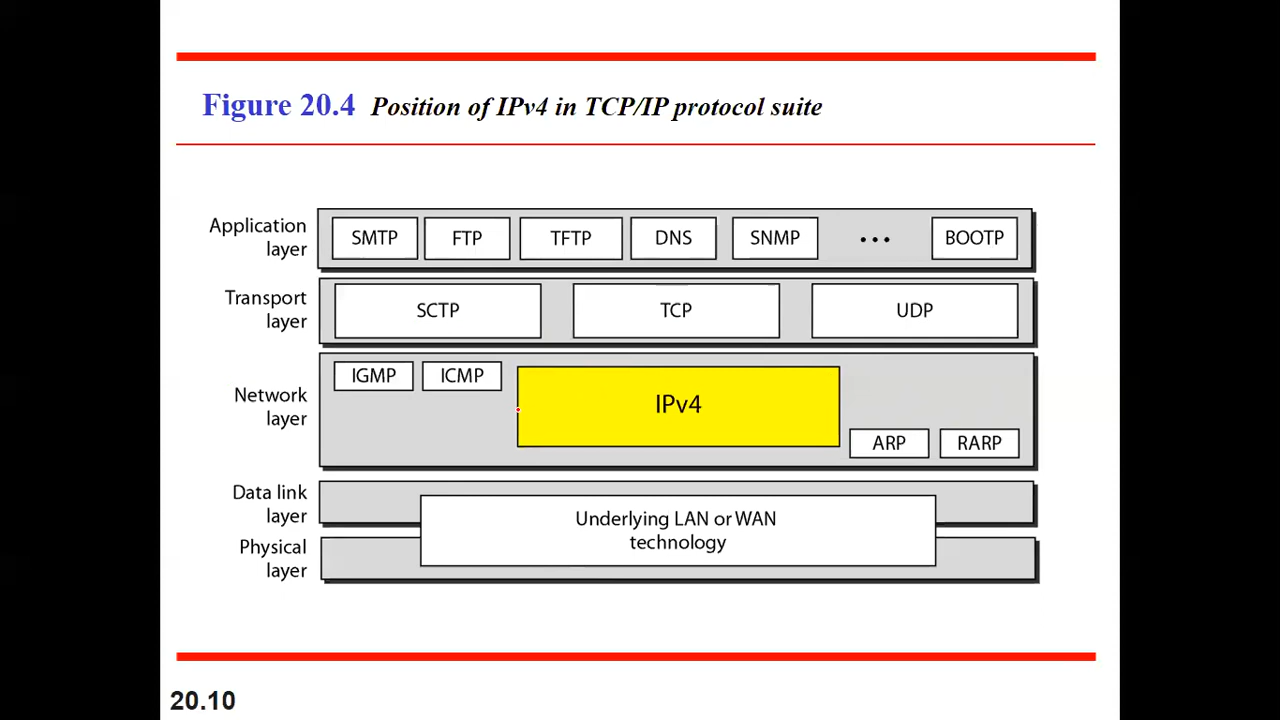 Figure 20.4 Position of IPv4 in TCP/IP protocol suite
Application
layer
SMTP FTP TFTP DNS SNMP ... BOOTP
Transport
layer
SCTP TCP UDP
Network
layer
IGMP ICMP IPv4 ARP RARP
Data link
layer
Physical
layer
Underlying LAN or WAN
technology
20.10